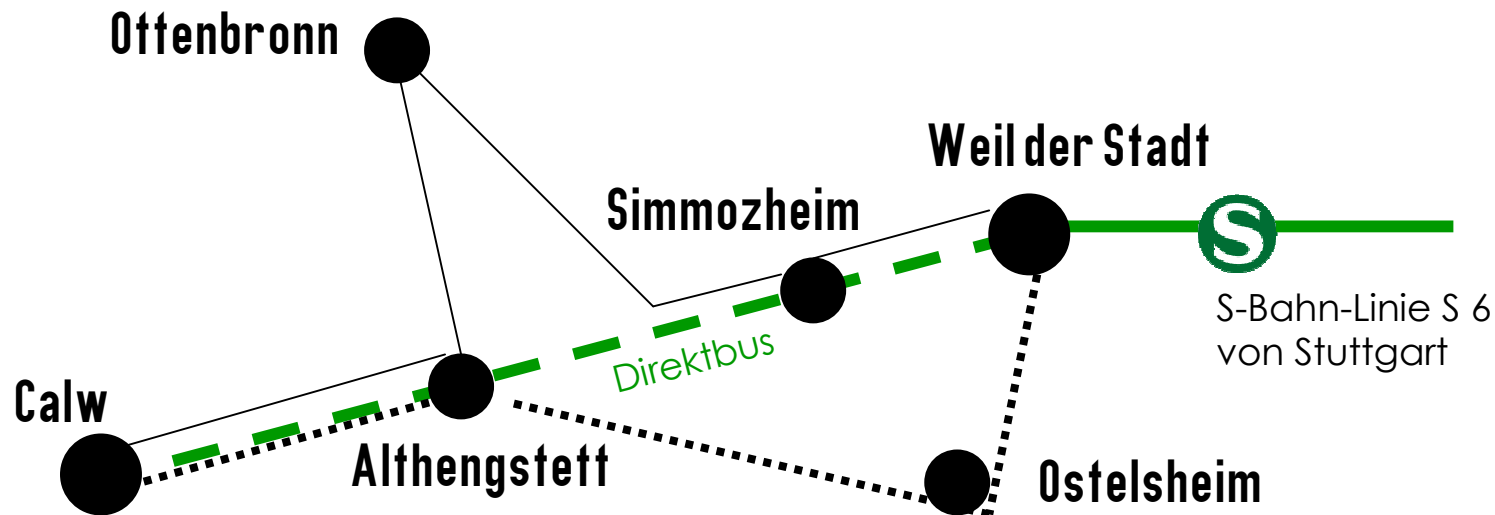 Ottenbronn
Weil der Stadt
Simmozheim
S
S-Bahn-Linie S 6
von Stuttgart
Direktbus
Calw
Althengstett
Ostelsheim